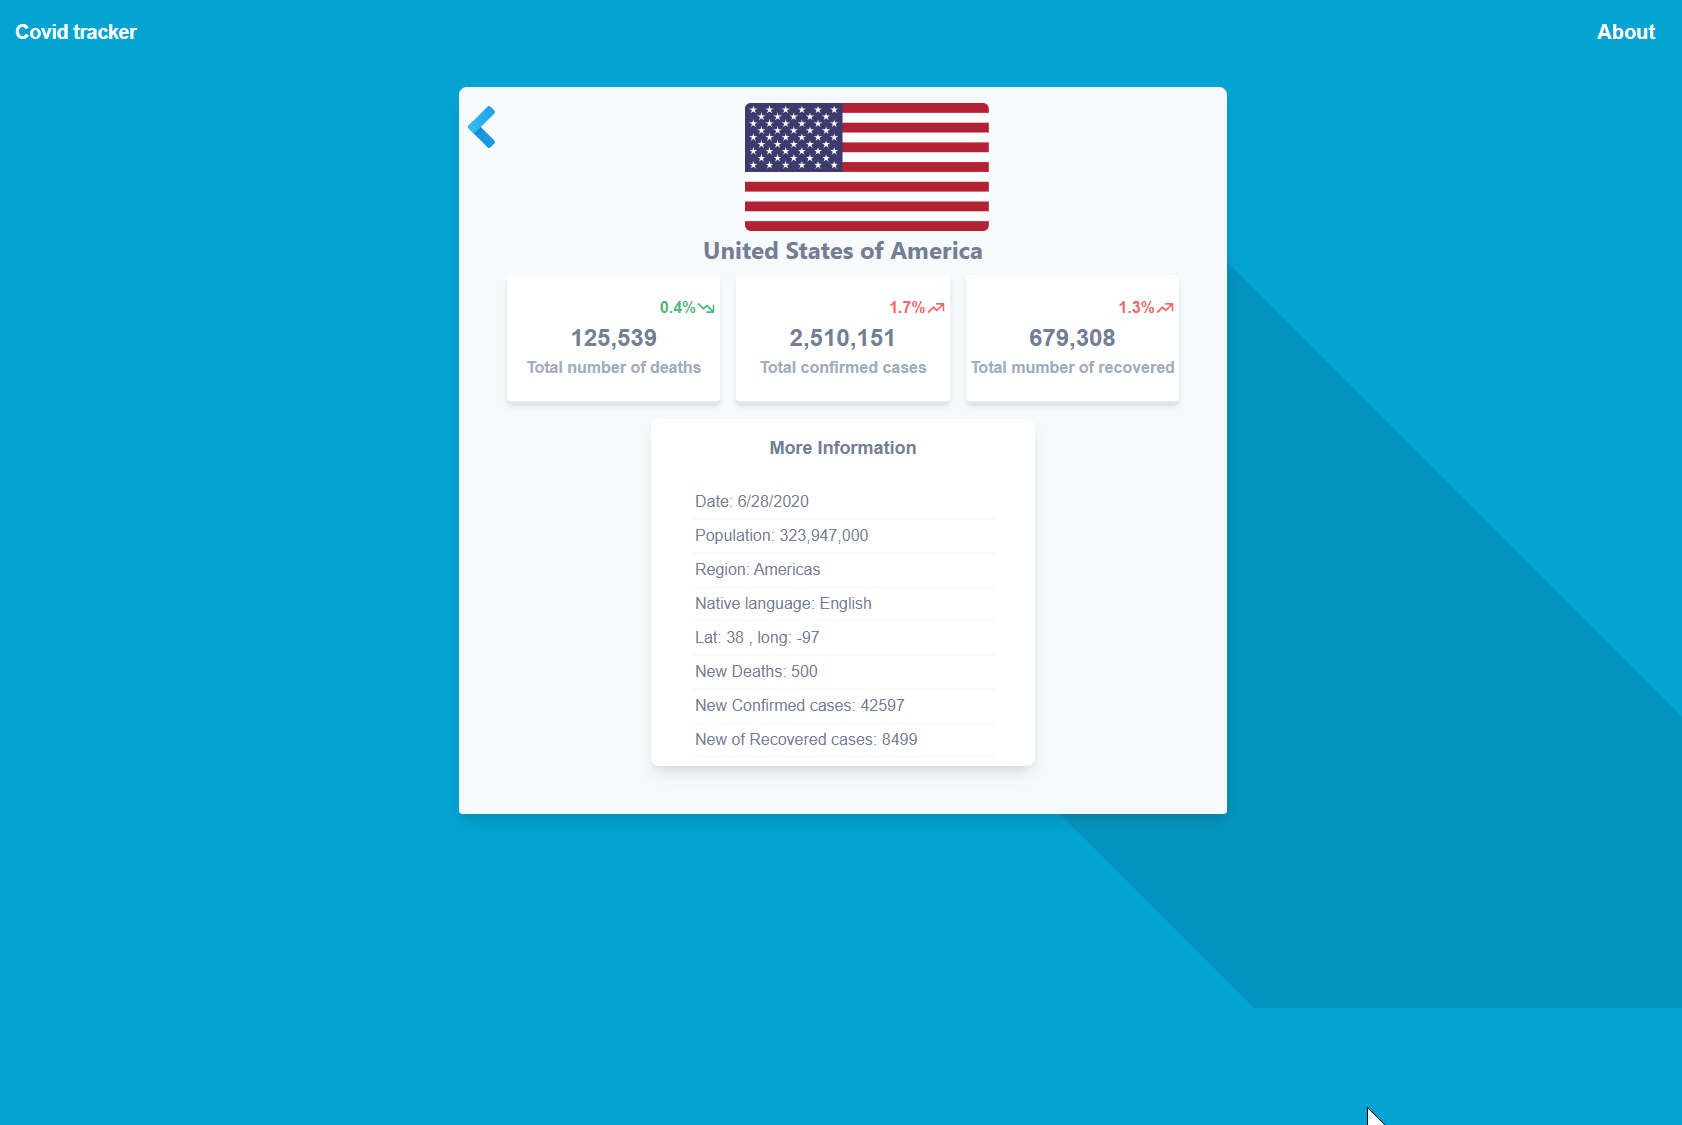 Covid tracker
About
United States of America
0.4%
125,539
Total number of deaths
1.7%
2,510,151
Total confirmed cases
1.3%
679,308
Total mumber of recovered
More Information
Date: 6/28/2020
Population: 323,947,000
Region: Americas
Native language: English
Lat: 38 , long: -97
New Deaths: 500
New Confirmed cases: 42597
New of Recovered cases: 8499